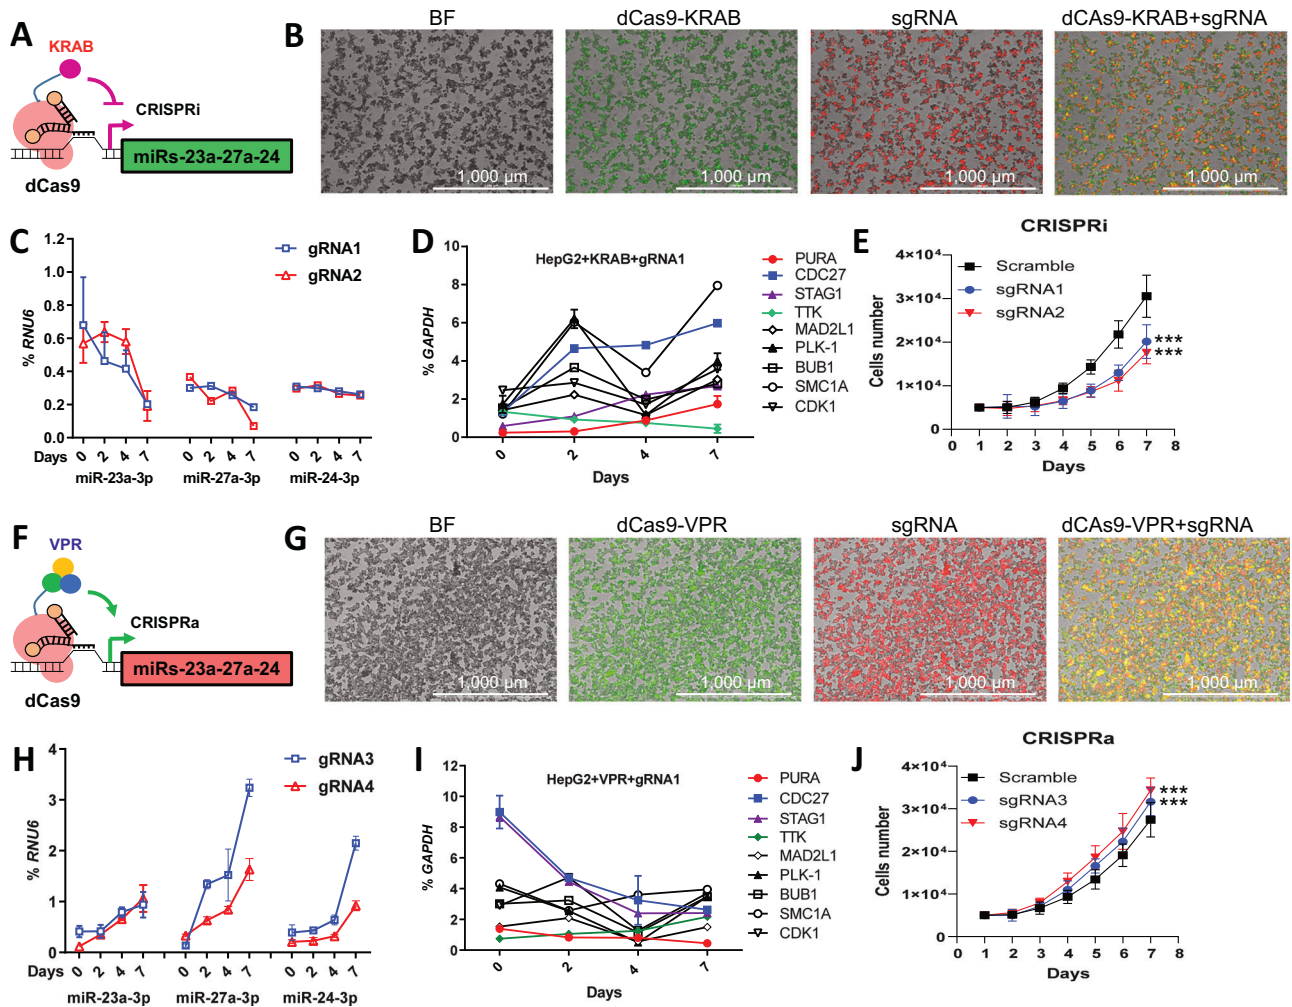 A
KRAB
CRISPRi
miRs-23a-27a-24
dCas9
B
BF
dCas9-KRAB
sgRNA
dCAs9-KRAB+sgRNA
1,000 µm
1,000 µm
1,000 µm
1,000 µm
C
1.2
1.0
0.8
0.6
0.4
0.2
0.0
% RNU6
gRNA1
gRNA2
Days
0 2 4 7
0 2 4 7
0 2 4 7
miR-23a-3p
miR-27a-3p
miR-24-3p
D
10
8
6
4
2
0
% GAPDH
HepG2+KRAB+gRNA1
0 2 4 7
Days
PURA
CDC27
STAG1
TTK
MAD2L1
PLK-1
BUB1
SMC1A
CDK1
E
CRISPRi
4×10⁴
3×10⁴
2×10⁴
1×10⁴
0
Cells number
Scramble
sgRNA1
sgRNA2
***
***
0 1 2 3 4 5 6 7 8
Days
F
VPR
CRISPRa
miRs-23a-27a-24
dCas9
G
BF
dCas9-VPR
sgRNA
dCAs9-VPR+sgRNA
1,000 µm
1,000 µm
1,000 µm
1,000 µm
H
4
3
2
1
0
% RNU6
gRNA3
gRNA4
Days
0 2 4 7
0 2 4 7
0 2 4 7
miR-23a-3p
miR-27a-3p
miR-24-3p
I
12
10
8
6
4
2
0
% GAPDH
HepG2+VPR+gRNA1
0 2 4 7
Days
PURA
CDC27
STAG1
TTK
MAD2L1
PLK-1
BUB1
SMC1A
CDK1
J
CRISPRa
4×10⁴
3×10⁴
2×10⁴
1×10⁴
0
Cells number
Scramble
sgRNA3
sgRNA4
***
***
0 1 2 3 4 5 6 7 8
Days